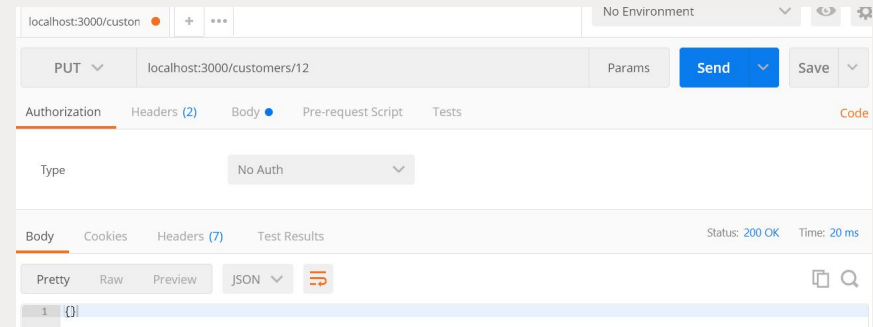 localhost:3000/custon + ••• No Environment
PUT localhost:3000/customers/12 Params Send Save
Authorization Headers (2) Body Pre-request Script Tests Code
Type No Auth
Body Cookies Headers (7) Test Results Status: 200 OK Time: 20 ms
Pretty Raw Preview JSON
1 {}